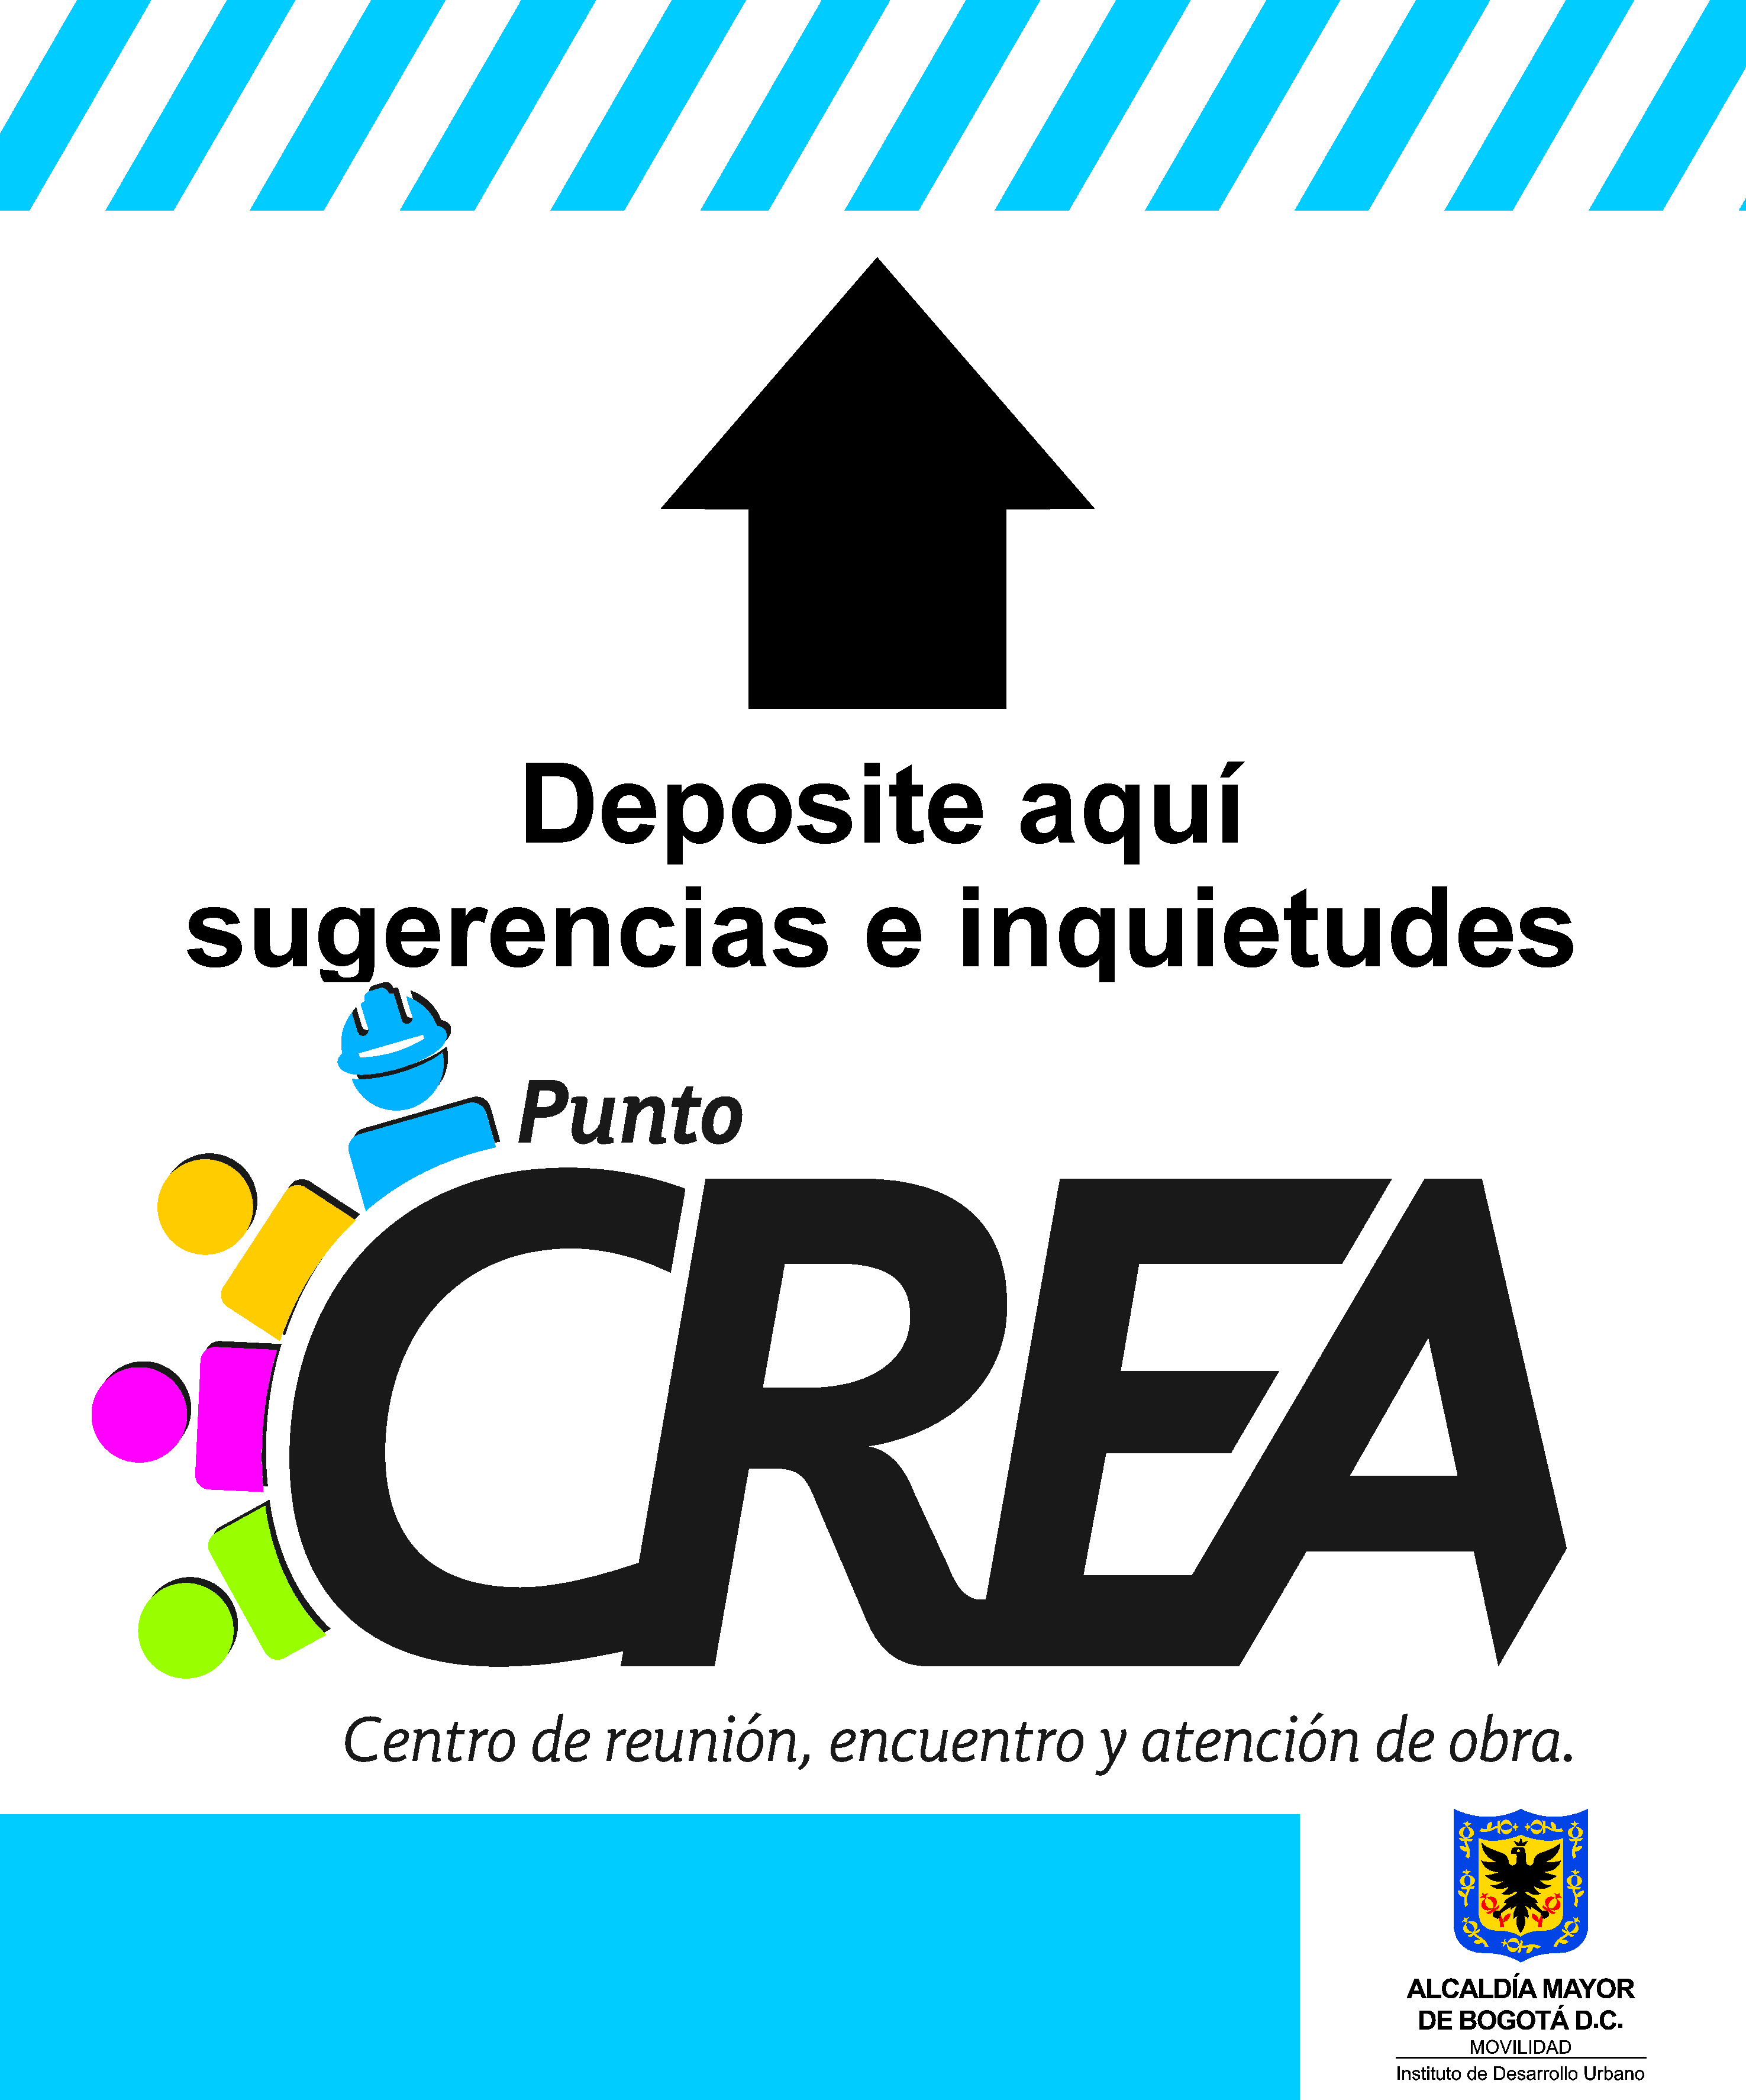 Deposite aquí
sugerencias e inquietudes
Punto
CREA
Centro de reunión, encuentro y atención de obra.
ALCALDÍA MAYOR
DE BOGOTÁ D.C.
MOVILIDAD
Instituto de Desarrollo Urbano